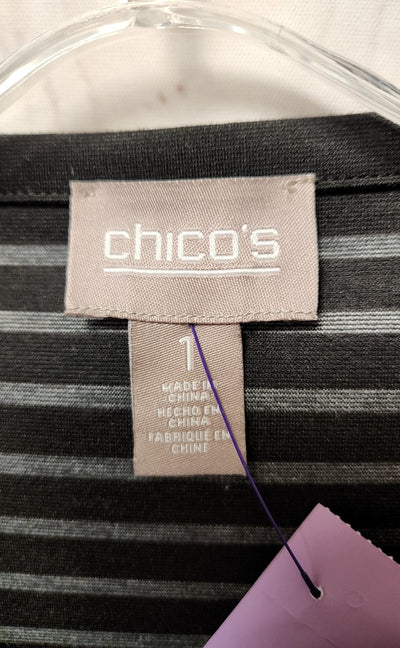 chico's
1
MADE IN
CHINA
HECHO EN
CHINA
FABRIQUÉ EN
CHINE